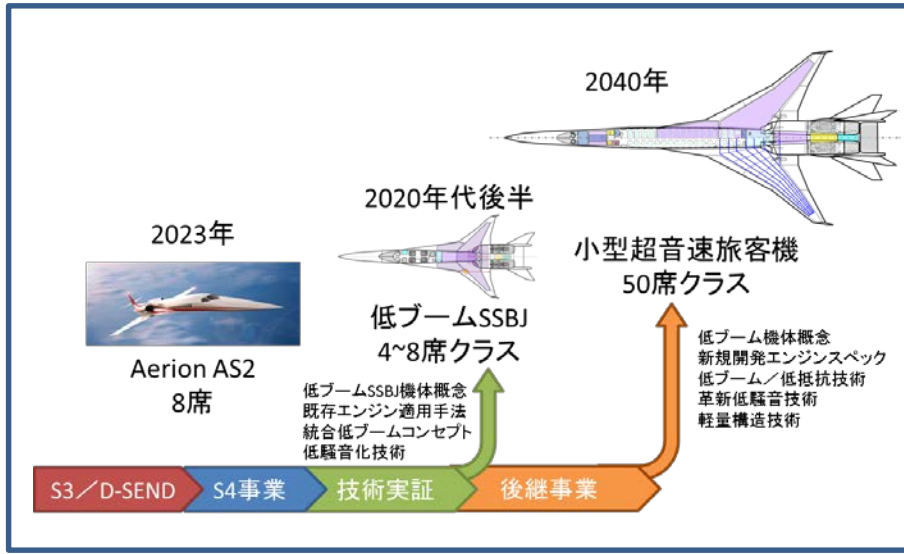 2040年
2020年代後半
2023年
小型超音速旅客機
50席クラス
低ブームSSBJ
4~8席クラス
Aerion AS2
8席
低ブーム機体概念
新規開発エンジンスペック
低ブーム／低抵抗技術
革新低騒音技術
軽量構造技術
低ブームSSBJ機体概念
既存エンジン適用手法
統合低ブームコンセプト
低騒音化技術
S3／D-SEND
S4事業
技術実証
後継事業